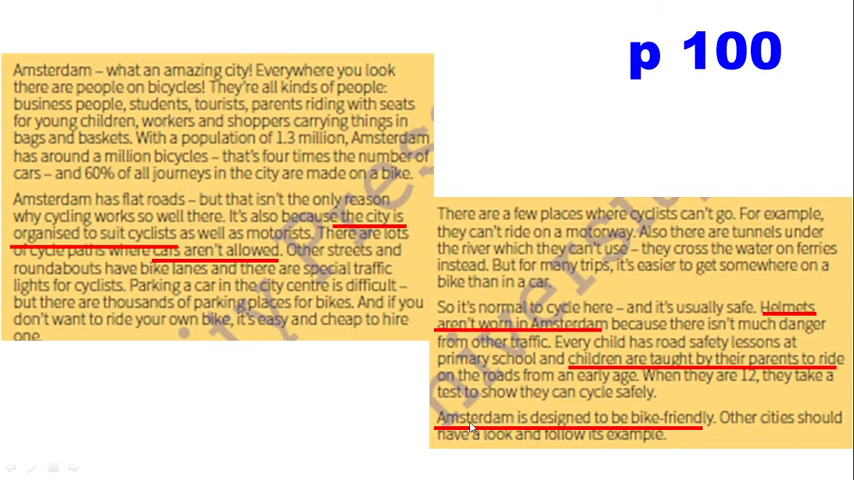 p 100
Amsterdam – what an amazing city! Everywhere you look
there are people on bicycles! They're all kinds of people:
business people, students, tourists, parents riding with seats
for young children, workers and shoppers carrying things in
bags and baskets. With a population of 1.3 million, Amsterdam
has around a million bicycles – that's four times the number of
cars – and 60% of all journeys in the city are made on a bike.
Amsterdam has flat roads – but that isn't the only reason
why cycling works so well there. It's also because the city is
organised to suit cyclists as well as motorists. There are lots
of cycle paths where cars aren't allowed. Other streets and
roundabouts have bike lanes and there are special traffic
lights for cyclists. Parking a car in the city centre is difficult –
but there are thousands of parking places for bikes. And if you
don't want to ride your own bike, it's easy and cheap to hire
one.
There are a few places where cyclists can't go. For example,
they can't ride on a motorway. Also there are tunnels under
the river which they can't use – they cross the water on ferries
instead. But for many trips, it's easier to get somewhere on a
bike than in a car.
So it's normal to cycle here – and it's usually safe. Helmets
aren't worn in Amsterdam because there isn't much danger
from other traffic. Every child has road safety lessons at
primary school and children are taught by their parents to ride
on the roads from an early age. When they are 12, they take a
test to show they can cycle safely.
Amsterdam is designed to be bike-friendly. Other cities should
have a look and follow its example.